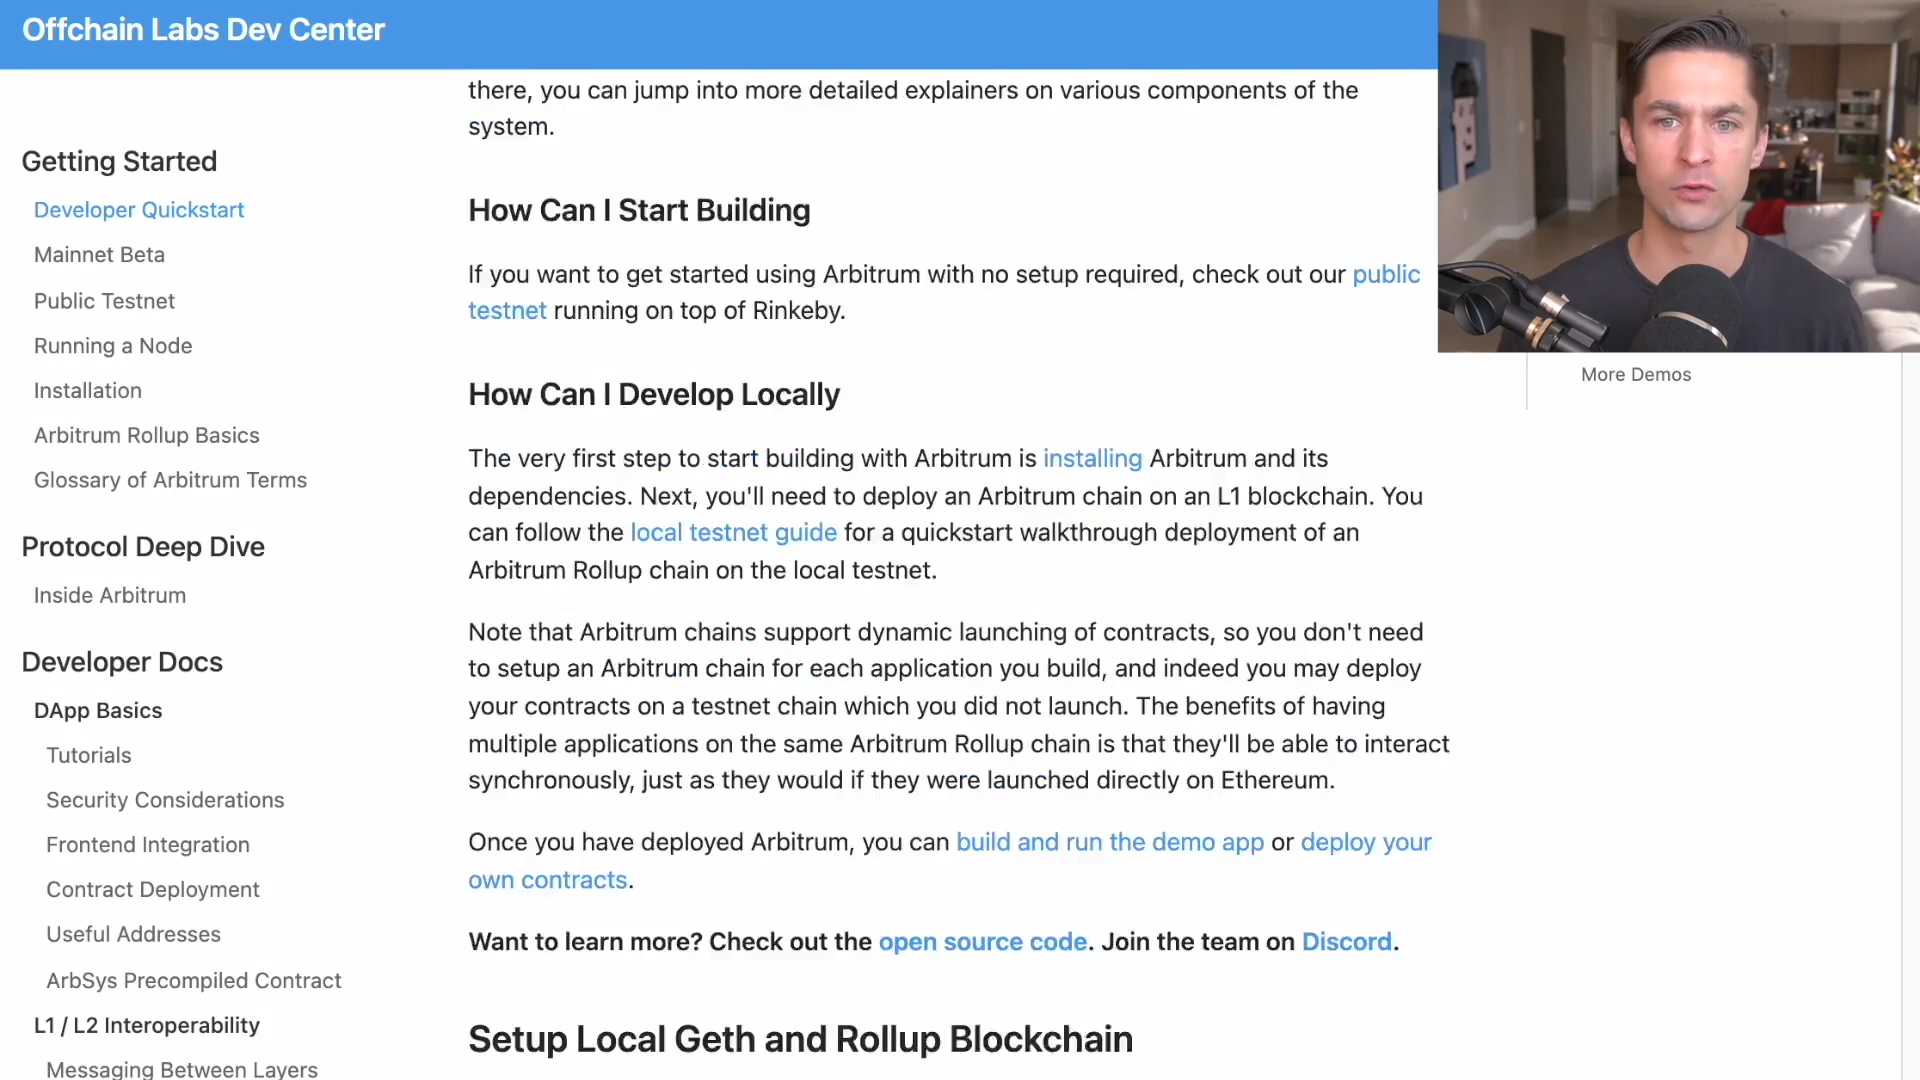 Offchain Labs Dev Center
Getting Started
Developer Quickstart
Mainnet Beta
Public Testnet
Running a Node
Installation
Arbitrum Rollup Basics
Glossary of Arbitrum Terms
Protocol Deep Dive
Inside Arbitrum
Developer Docs
DApp Basics
Tutorials
Security Considerations
Frontend Integration
Contract Deployment
Useful Addresses
ArbSys Precompiled Contract
L1 / L2 Interoperability
Messaging Between Layers
there, you can jump into more detailed explainers on various components of the
system.
How Can I Start Building
If you want to get started using Arbitrum with no setup required, check out our public
testnet running on top of Rinkeby.
How Can I Develop Locally
The very first step to start building with Arbitrum is installing Arbitrum and its
dependencies. Next, you'll need to deploy an Arbitrum chain on an L1 blockchain. You
can follow the local testnet guide for a quickstart walkthrough deployment of an
Arbitrum Rollup chain on the local testnet.
Note that Arbitrum chains support dynamic launching of contracts, so you don't need
to setup an Arbitrum chain for each application you build, and indeed you may deploy
your contracts on a testnet chain which you did not launch. The benefits of having
multiple applications on the same Arbitrum Rollup chain is that they'll be able to interact
synchronously, just as they would if they were launched directly on Ethereum.
Once you have deployed Arbitrum, you can build and run the demo app or deploy your
own contracts.
Want to learn more? Check out the open source code. Join the team on Discord.
Setup Local Geth and Rollup Blockchain
More Demos